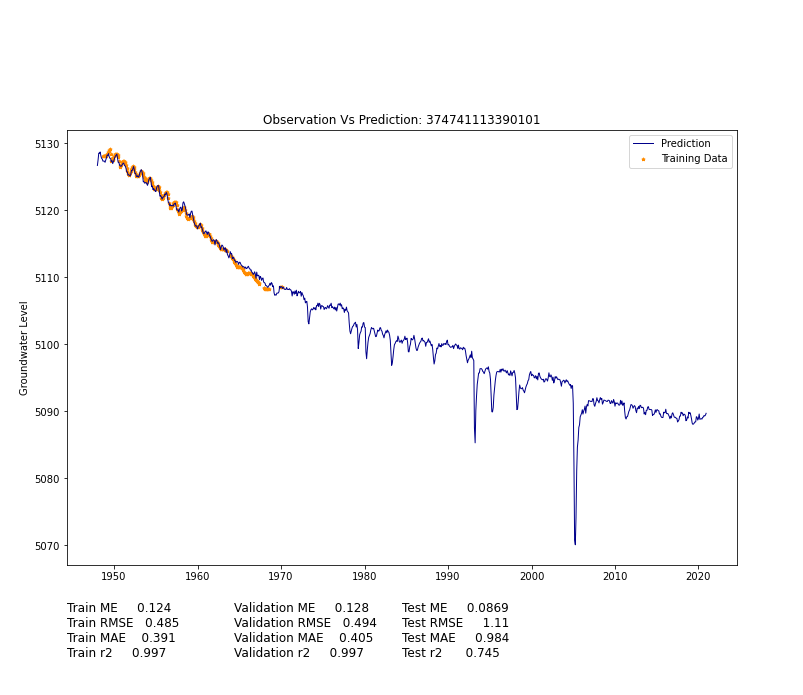 Observation Vs Prediction: 374741113390101
Prediction
Training Data
Groundwater Level
5130
5120
5110
5100
5090
5080
5070
1950 1960 1970 1980 1990 2000 2010 2020
Train ME 0.124 Validation ME 0.128 Test ME 0.0869
Train RMSE 0.485 Validation RMSE 0.494 Test RMSE 1.11
Train MAE 0.391 Validation MAE 0.405 Test MAE 0.984
Train r2 0.997 Validation r2 0.997 Test r2 0.745